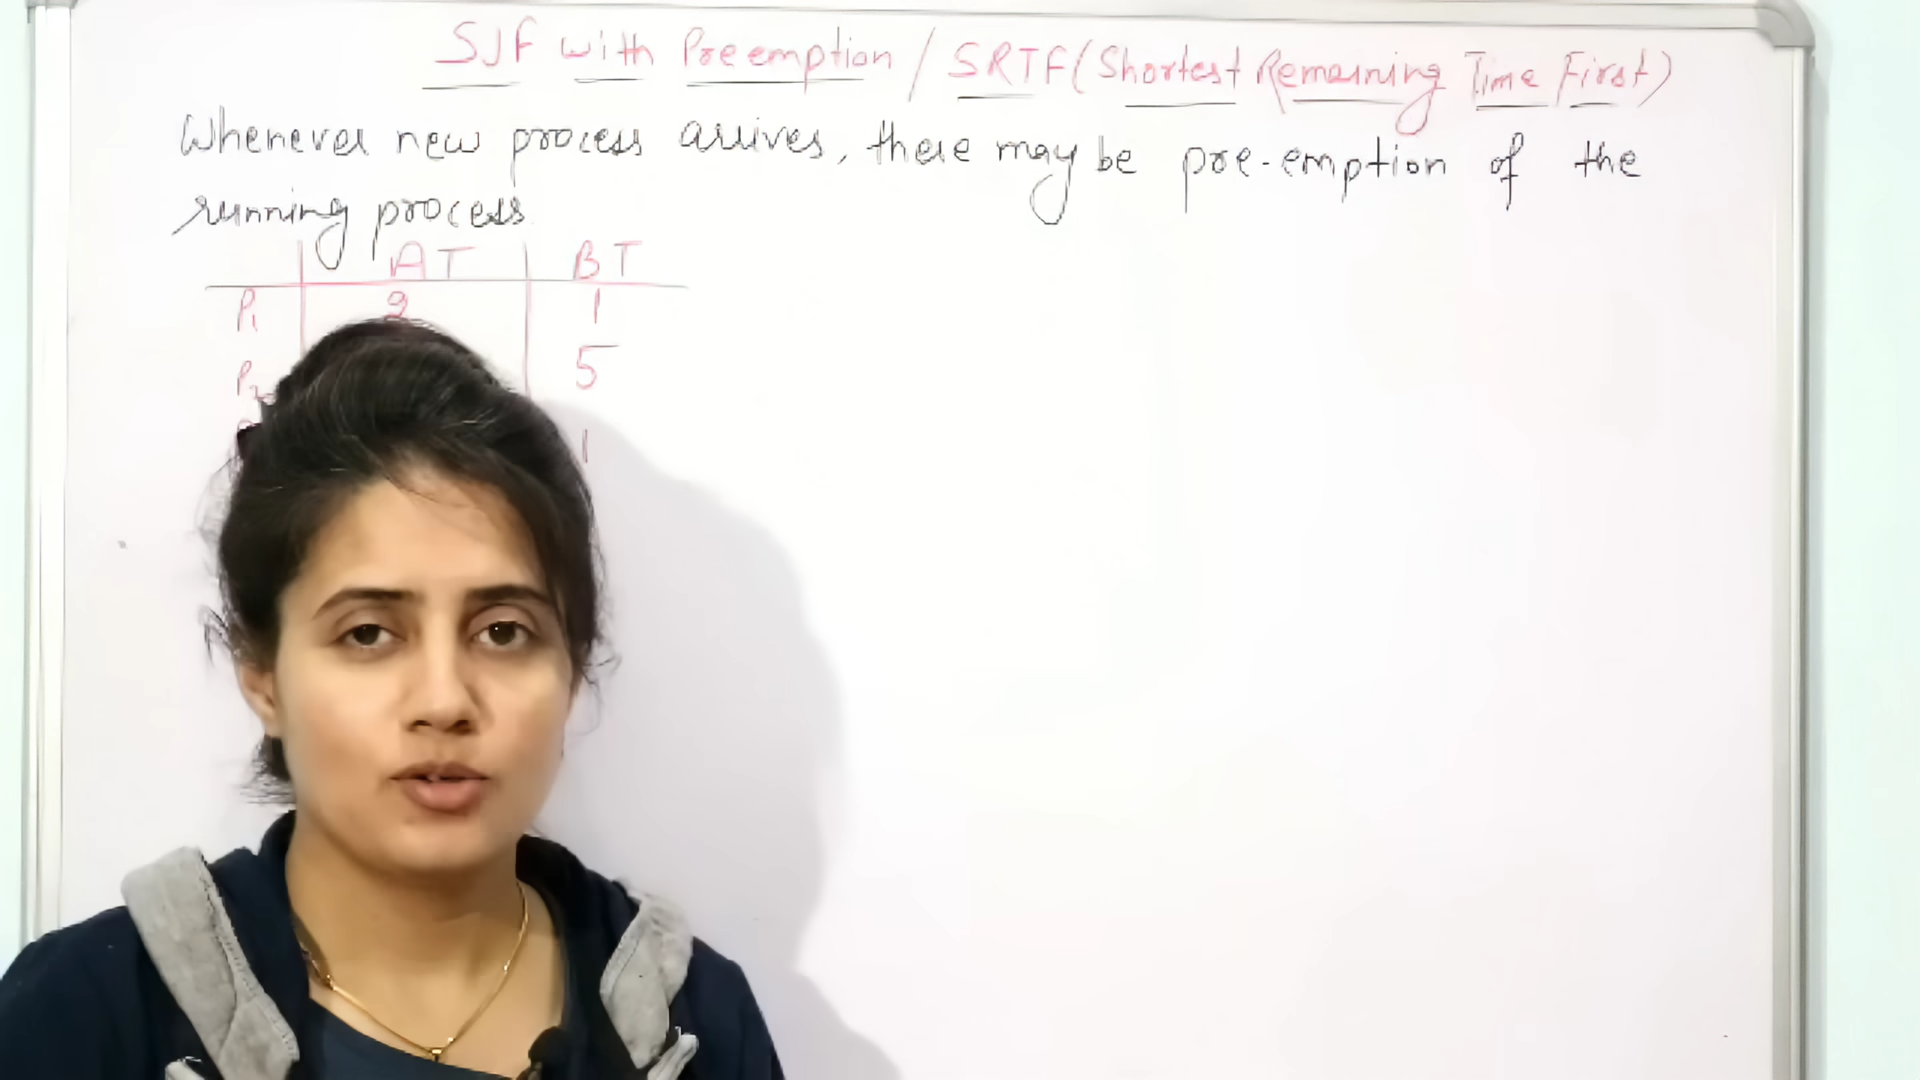 SJF with Preemption / SRTF (Shortest Remaining Time First)
Whenever new process arrives, there may be pre-emption of the
running process
AT BT
P1 2 1
P2 5
1